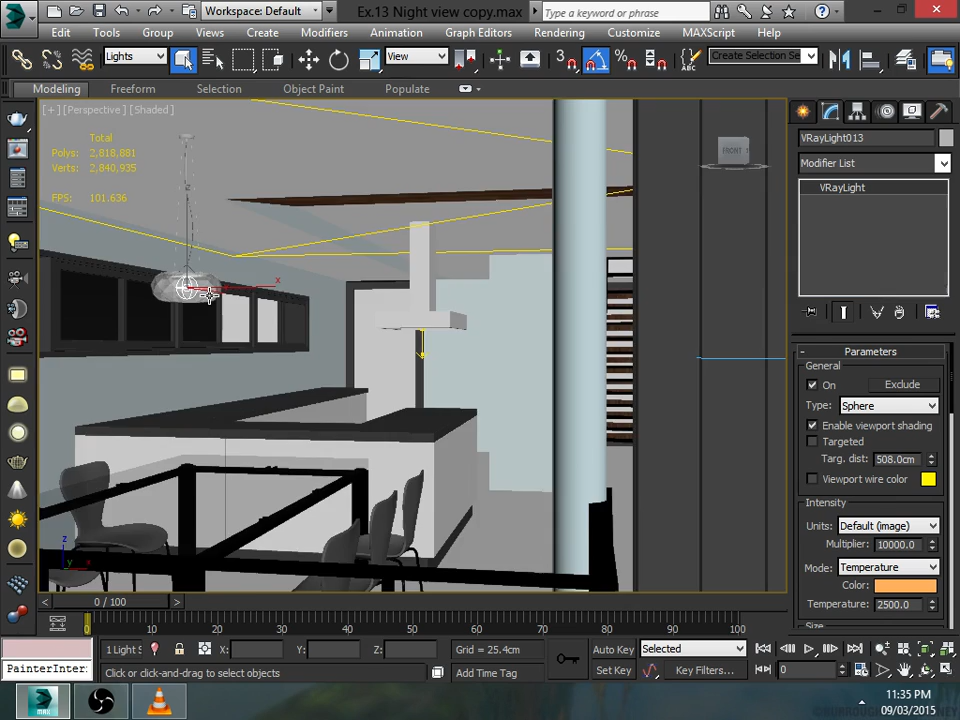 Workspace: Default
Ex.13 Night view copy.max
Type a keyword or phrase
Edit Tools Group Views Create Modifiers Animation Graph Editors Rendering Customize MAXScript Help
Lights
View
3
Create Selection Se
Modeling Freeform Selection Object Paint Populate
[+] [Perspective] [Shaded]
Total
Polys: 2,818,881
Verts: 2,840,935
FPS: 101.636
FRONT
VRayLight013
Modifier List
VRayLight
Parameters
General
On Exclude
Type: Sphere
Enable viewport shading
Targeted
Targ. dist: 508.0cm
Viewport wire color
Intensity
Units: Default (image)
Multiplier: 10000.0
Mode: Temperature
Color:
Temperature: 2500.0
Size
z
x
z
y
x
0 / 100
0 10 20 30 40 50 60 70 80 90 100
1 Light S X: Y: Z: Grid = 25.4cm Auto Key Selected
PainterInter: Click or click-and-drag to select objects Add Time Tag Set Key Key Filters... 0
MAX
11:35 PM
09/03/2015